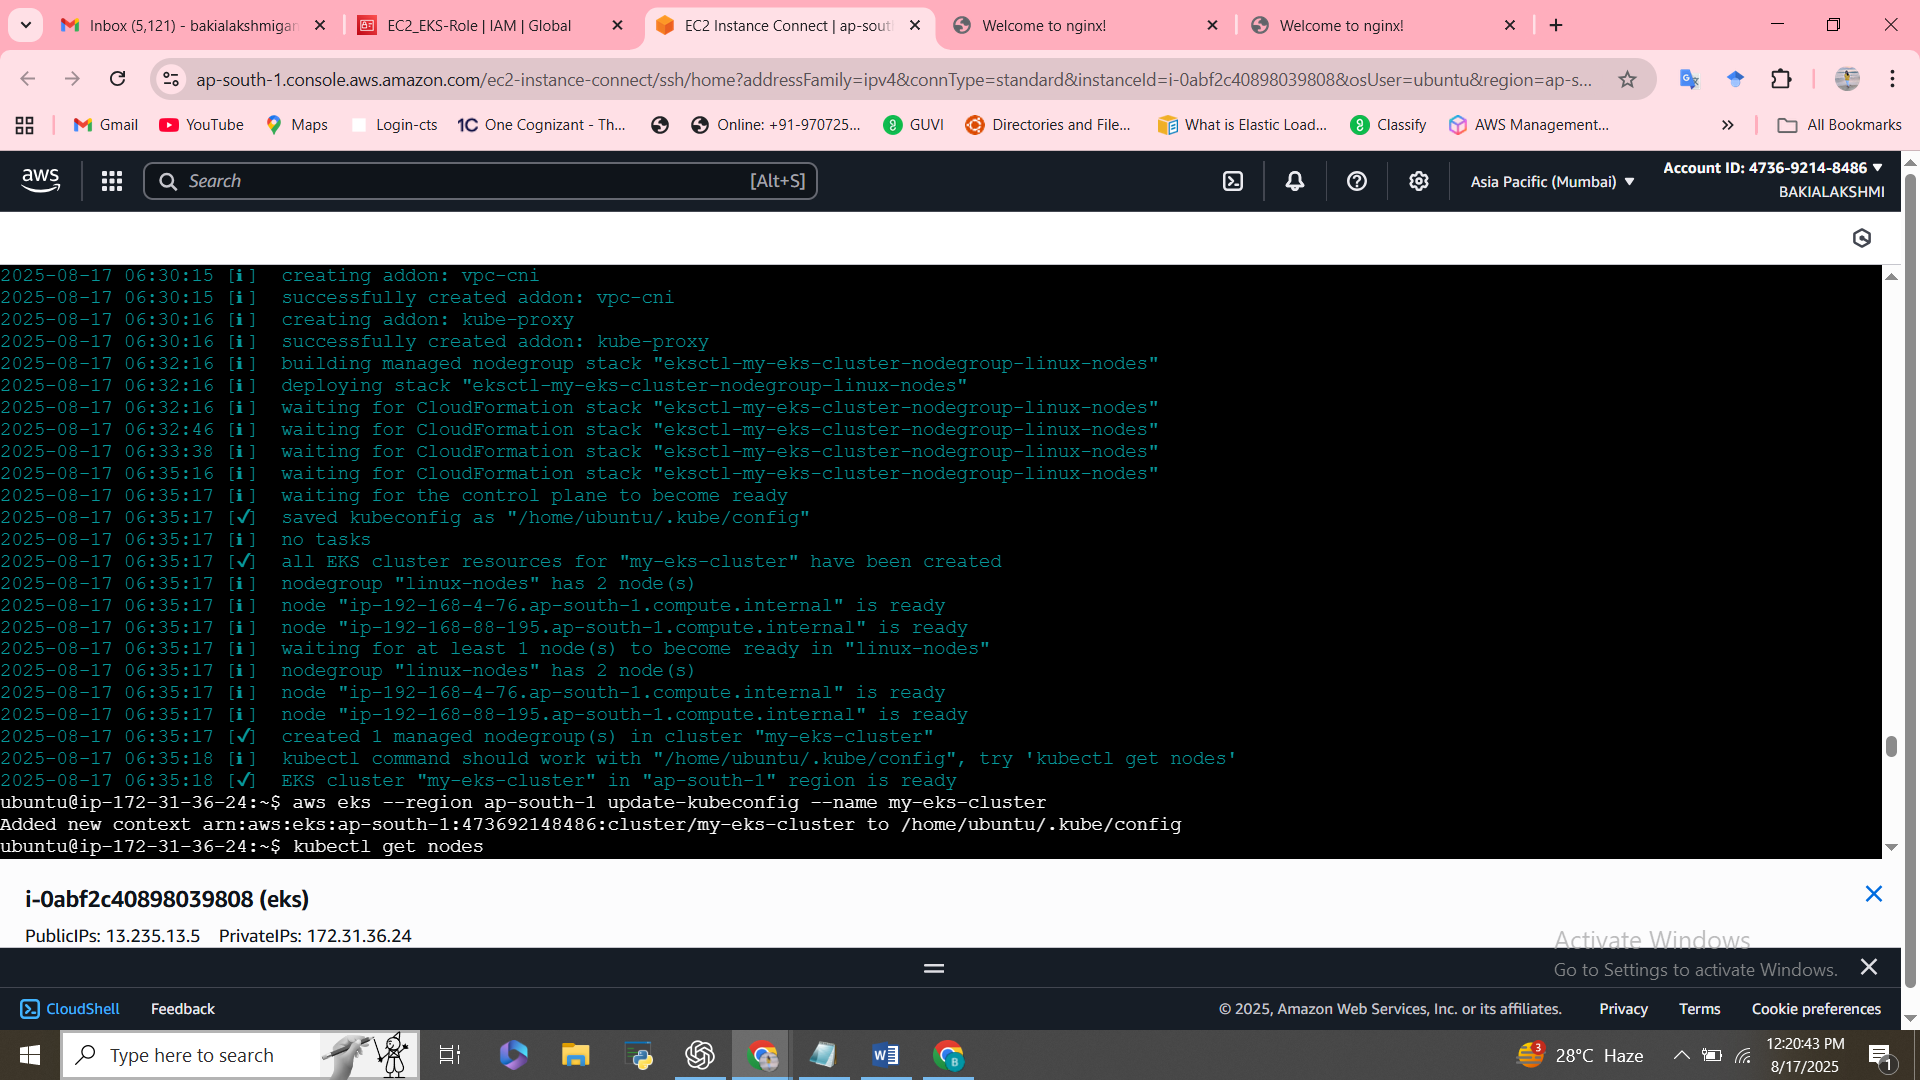 Inbox (5,121) - bakialakshmigan
EC2_EKS-Role | IAM | Global
EC2 Instance Connect | ap-sout
Welcome to nginx!
Welcome to nginx!
ap-south-1.console.aws.amazon.com/ec2-instance-connect/ssh/home?addressFamily=ipv4&connType=standard&instanceId=i-0abf2c40898039808&osUser=ubuntu&region=ap-s...
Gmail
YouTube
Maps
Login-cts
1C One Cognizant - Th...
Online: +91-970725...
GUVI
Directories and File...
What is Elastic Load...
Classify
AWS Management...
»
All Bookmarks
aws
Search
[Alt+S]
Asia Pacific (Mumbai)
Account ID: 4736-9214-8486
BAKIALAKSHMI
2025-08-17 06:30:15 [ℹ]  creating addon: vpc-cni
2025-08-17 06:30:15 [ℹ]  successfully created addon: vpc-cni
2025-08-17 06:30:16 [ℹ]  creating addon: kube-proxy
2025-08-17 06:30:16 [ℹ]  successfully created addon: kube-proxy
2025-08-17 06:32:16 [ℹ]  building managed nodegroup stack "eksctl-my-eks-cluster-nodegroup-linux-nodes"
2025-08-17 06:32:16 [ℹ]  deploying stack "eksctl-my-eks-cluster-nodegroup-linux-nodes"
2025-08-17 06:32:16 [ℹ]  waiting for CloudFormation stack "eksctl-my-eks-cluster-nodegroup-linux-nodes"
2025-08-17 06:32:46 [ℹ]  waiting for CloudFormation stack "eksctl-my-eks-cluster-nodegroup-linux-nodes"
2025-08-17 06:33:38 [ℹ]  waiting for CloudFormation stack "eksctl-my-eks-cluster-nodegroup-linux-nodes"
2025-08-17 06:35:16 [ℹ]  waiting for CloudFormation stack "eksctl-my-eks-cluster-nodegroup-linux-nodes"
2025-08-17 06:35:17 [ℹ]  waiting for the control plane to become ready
2025-08-17 06:35:17 [✔]  saved kubeconfig as "/home/ubuntu/.kube/config"
2025-08-17 06:35:17 [ℹ]  no tasks
2025-08-17 06:35:17 [✔]  all EKS cluster resources for "my-eks-cluster" have been created
2025-08-17 06:35:17 [ℹ]  nodegroup "linux-nodes" has 2 node(s)
2025-08-17 06:35:17 [ℹ]  node "ip-192-168-4-76.ap-south-1.compute.internal" is ready
2025-08-17 06:35:17 [ℹ]  node "ip-192-168-88-195.ap-south-1.compute.internal" is ready
2025-08-17 06:35:17 [ℹ]  waiting for at least 1 node(s) to become ready in "linux-nodes"
2025-08-17 06:35:17 [ℹ]  nodegroup "linux-nodes" has 2 node(s)
2025-08-17 06:35:17 [ℹ]  node "ip-192-168-4-76.ap-south-1.compute.internal" is ready
2025-08-17 06:35:17 [ℹ]  node "ip-192-168-88-195.ap-south-1.compute.internal" is ready
2025-08-17 06:35:17 [✔]  created 1 managed nodegroup(s) in cluster "my-eks-cluster"
2025-08-17 06:35:18 [ℹ]  kubectl command should work with "/home/ubuntu/.kube/config", try 'kubectl get nodes'
2025-08-17 06:35:18 [✔]  EKS cluster "my-eks-cluster" in "ap-south-1" region is ready
ubuntu@ip-172-31-36-24:~$ aws eks --region ap-south-1 update-kubeconfig --name my-eks-cluster
Added new context arn:aws:eks:ap-south-1:473692148486:cluster/my-eks-cluster to /home/ubuntu/.kube/config
ubuntu@ip-172-31-36-24:~$ kubectl get nodes
i-0abf2c40898039808 (eks)
PublicIPs: 13.235.13.5    PrivateIPs: 172.31.36.24
Activate Windows
Go to Settings to activate Windows.
CloudShell
Feedback
© 2025, Amazon Web Services, Inc. or its affiliates.
Privacy
Terms
Cookie preferences
Type here to search
3
28°C Haze
12:20:43 PM
8/17/2025
1